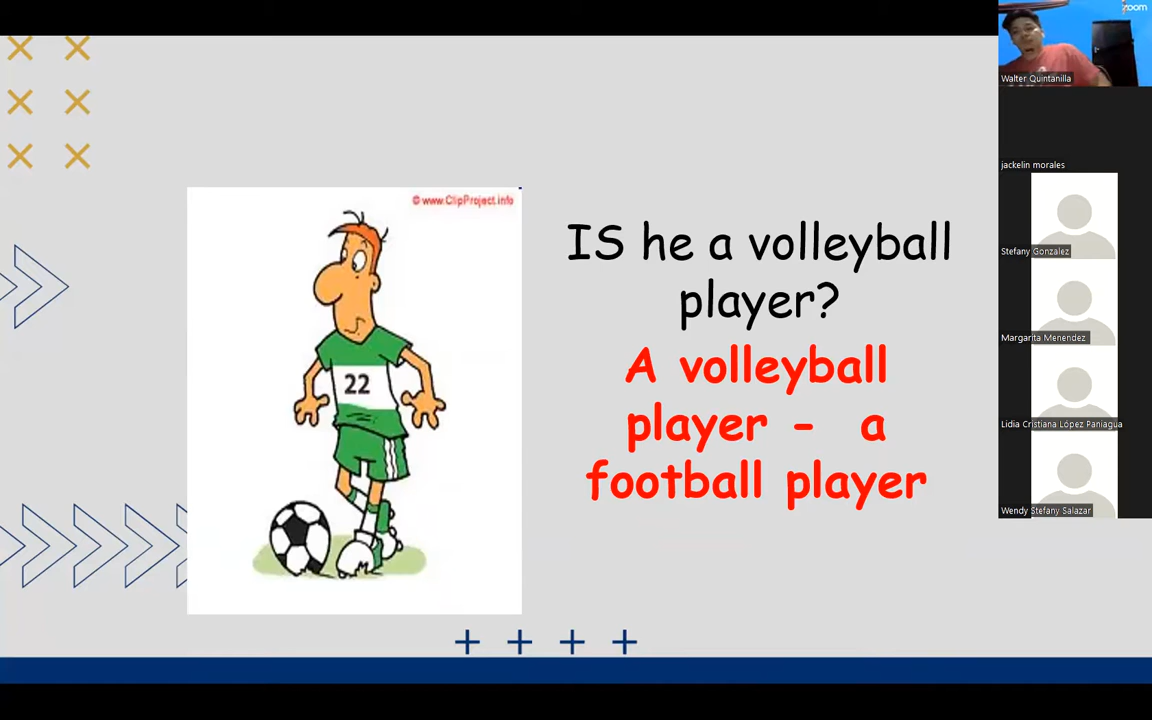 zoom
Walter Quintanilla
jackelin morales
© www.ClipProject.info
IS he a volleyball
player?
A volleyball
player - a
football player
22
Stefany Gonzalez
Margarita Menendez
Lidia Cristiana López Paniagua
Wendy Stefany Salazar